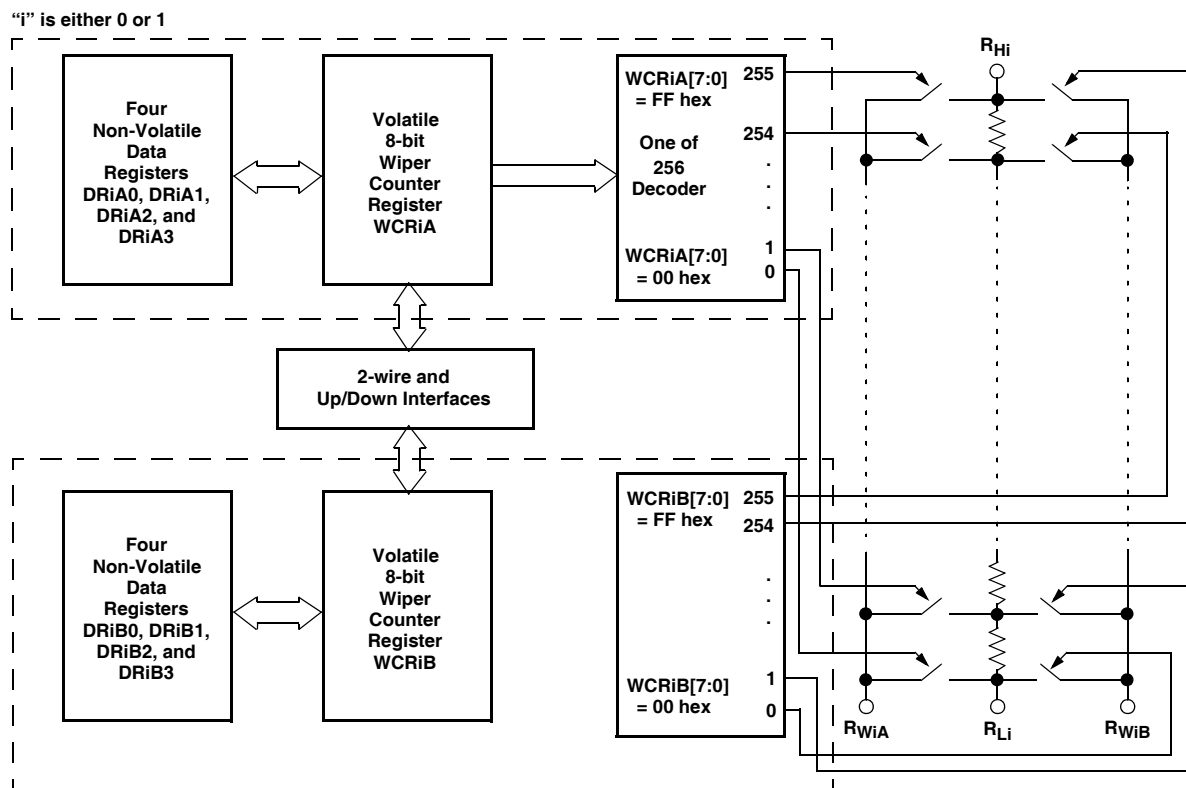 “i” is either 0 or 1
Four
Non-Volatile
Data
Registers
DRiA0, DRiA1,
DRiA2, and
DRiA3
Volatile
8-bit
Wiper
Counter
Register
WCRiA
WCRiA[7:0] 255
= FF hex
254
One of
256
Decoder
.
.
.
WCRiA[7:0] 1
= 00 hex 0
RHi
2-wire and
Up/Down Interfaces
Four
Non-Volatile
Data
Registers
DRiB0, DRiB1,
DRiB2, and
DRiB3
Volatile
8-bit
Wiper
Counter
Register
WCRiB
WCRiB[7:0] 255
= FF hex 254
.
.
.
.
WCRiB[7:0] 1
= 00 hex 0
RWiA
RLi
RWiB